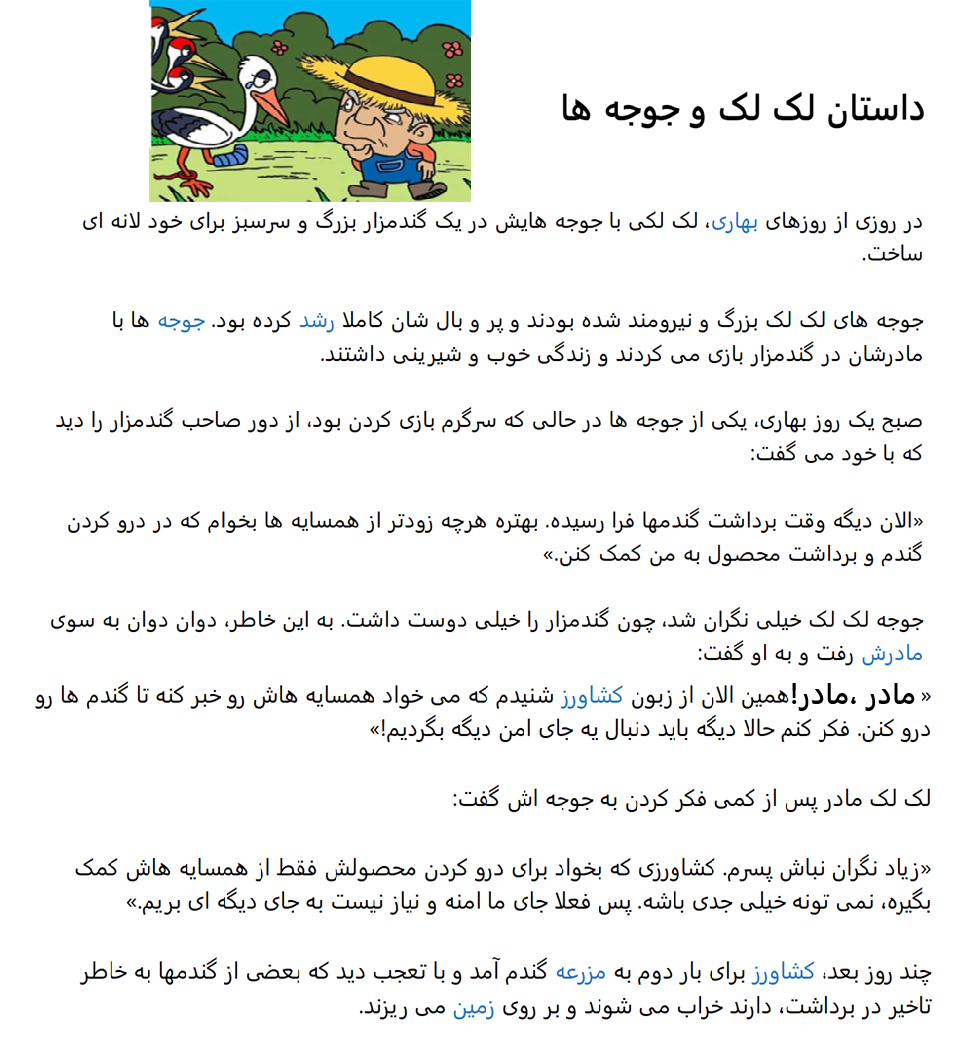 داستان لک لک و جوجه ها
در روزی از روزهای بهاری، لک لکی با جوجه هایش در یک گندمزار بزرگ و سرسبز برای خود لانه ای
ساخت.
جوجه های لک لک بزرگ و نیرومند شده بودند و پر و بال شان کاملا رشد کرده بود. جوجه ها با
مادرشان در گندمزار بازی می کردند و زندگی خوب و شیرینی داشتند.
صبح یک روز بهاری، یکی از جوجه ها در حالی که سرگرم بازی کردن بود، از دور صاحب گندمزار را دید
که با خود می گفت:
«الان دیگه وقت برداشت گندمها فرا رسیده. بهتره هرچه زودتر از همسایه ها بخوام که در درو کردن
گندم و برداشت محصول به من کمک کنن.»
جوجه لک لک خیلی نگران شد، چون گندمزار را خیلی دوست داشت. به این خاطر، دوان دوان به سوی
مادرش رفت و به او گفت:
« مادر ،مادر!همین الان از زبون کشاورز شنیدم که می خواد همسایه هاش رو خبر کنه تا گندم ها رو
درو کنن. فکر کنم حالا دیگه باید دنبال یه جای امن دیگه بگردیم!»
لک لک مادر پس از کمی فکر کردن به جوجه اش گفت:
«زیاد نگران نباش پسرم. کشاورزی که بخواد برای درو کردن محصولش فقط از همسایه هاش کمک
بگیره، نمی تونه خیلی جدی باشه. پس فعلا جای ما امنه و نیاز نیست به جای دیگه ای بریم.»
چند روز بعد، کشاورز برای بار دوم به مزرعه گندم آمد و با تعجب دید که بعضی از گندمها به خاطر
تاخیر در برداشت، دارند خراب می شوند و بر روی زمین می ریزند.